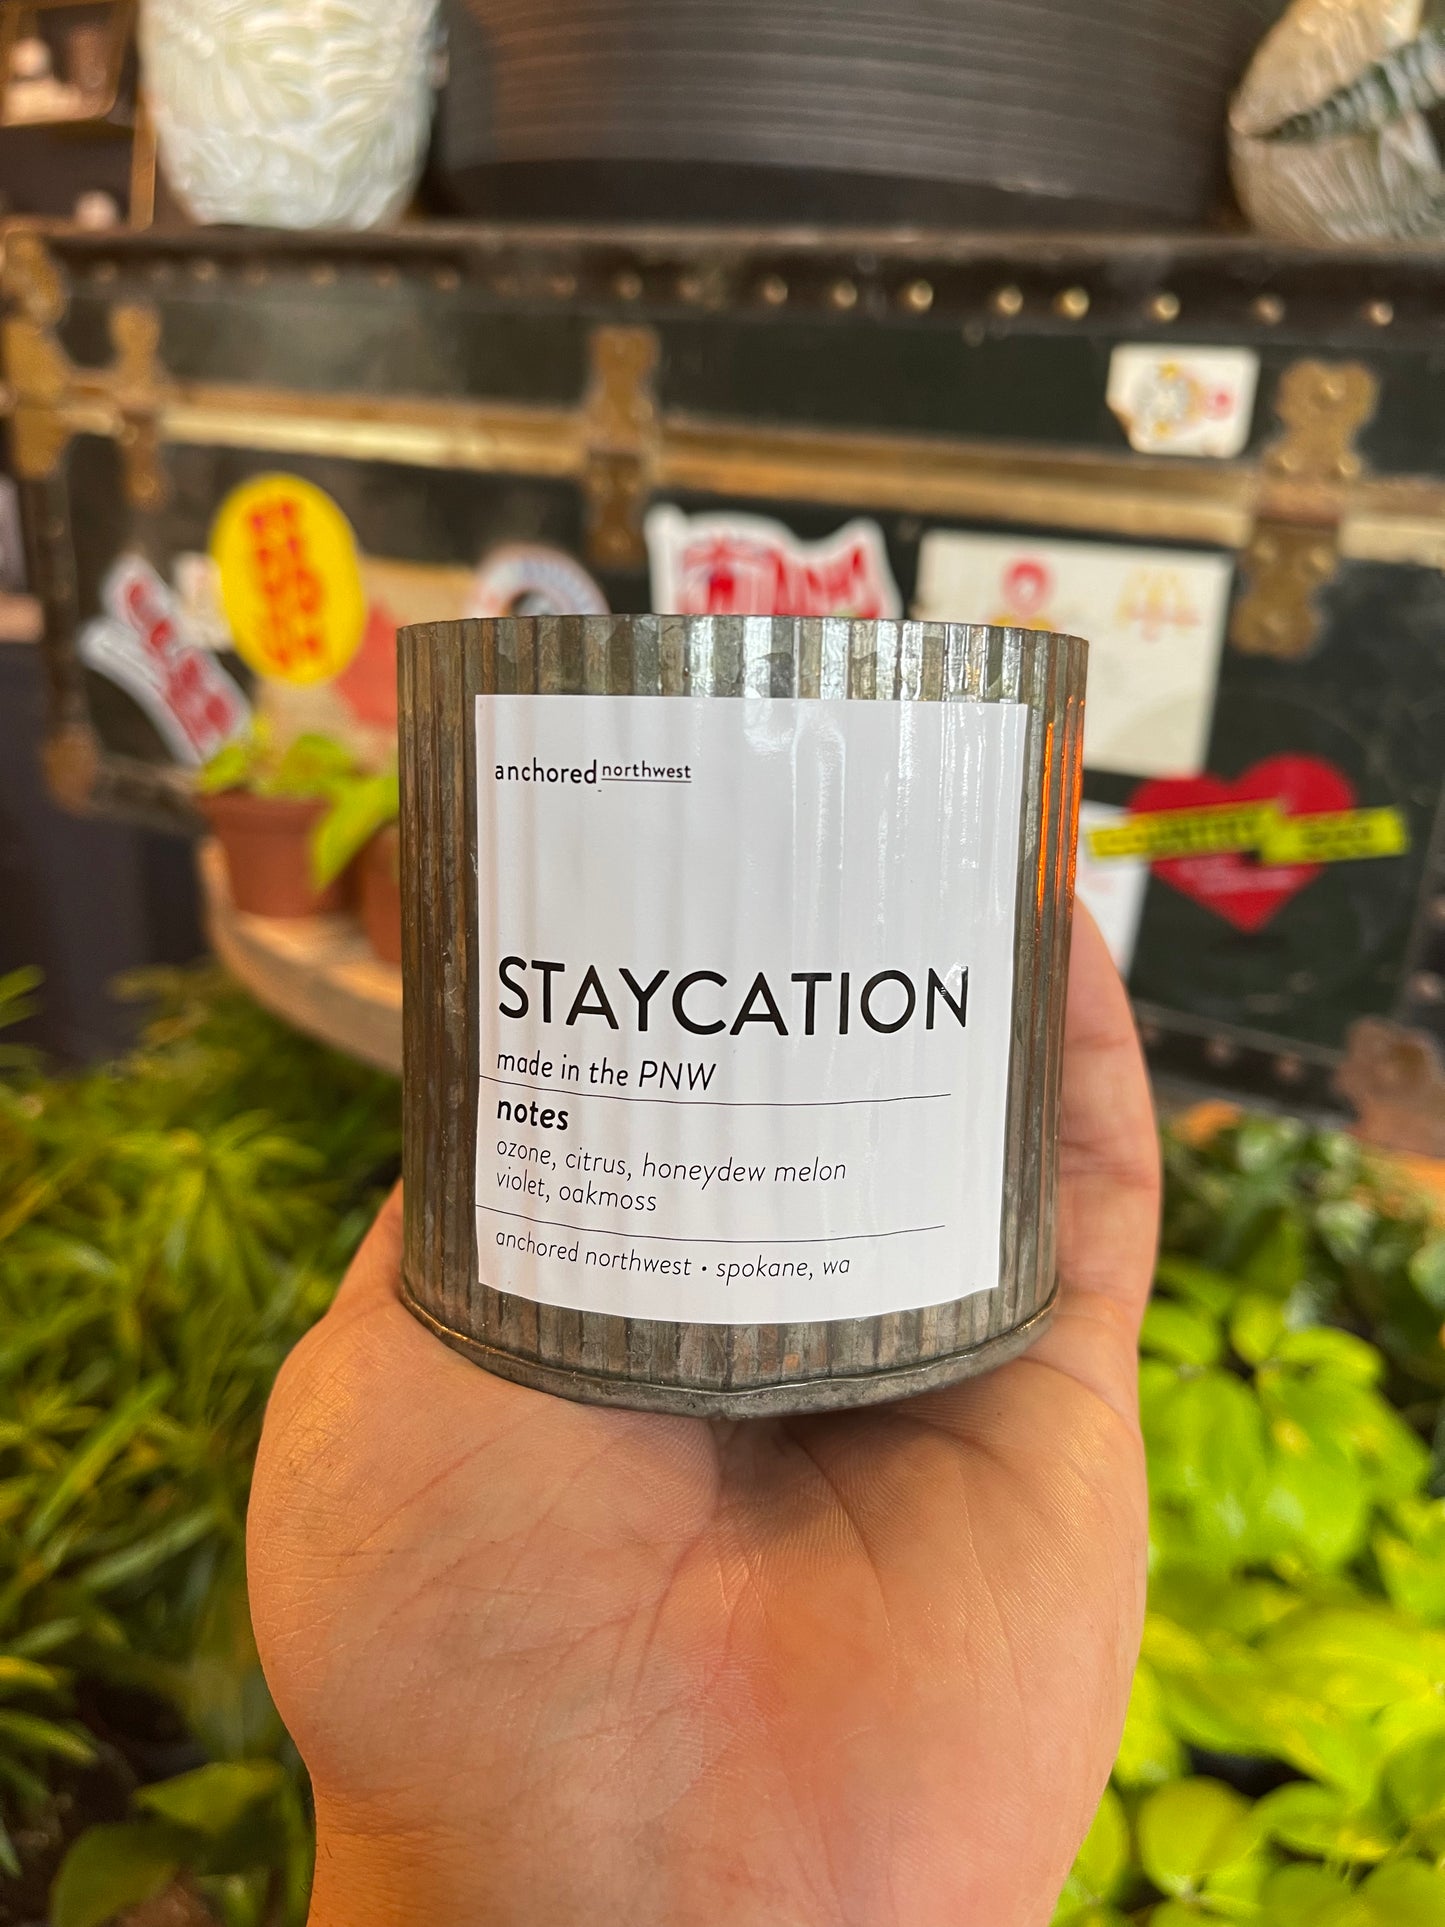 anchored northwest
STAYCATION
made in the PNW
notes
ozone, citrus, honeydew melon
violet, oakmoss
anchored northwest • spokane, wa